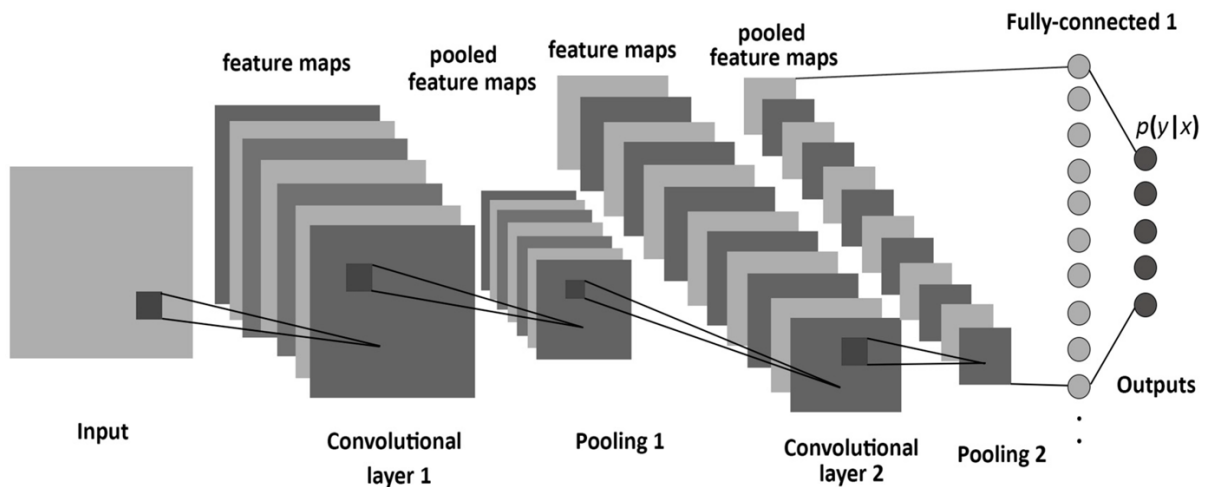 feature maps
pooled
feature maps
feature maps
pooled
feature maps
Fully-connected 1
p(y|x)
Input
Convolutional
layer 1
Pooling 1
Convolutional
layer 2
Pooling 2
Outputs